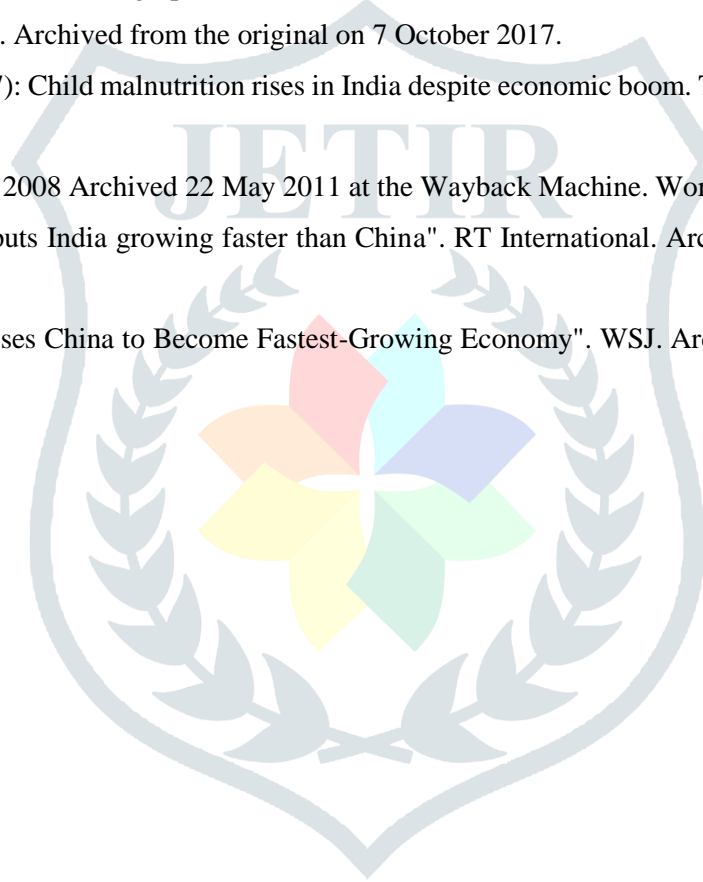 . Archived from the original on 7 October 2017.
): Child malnutrition rises in India despite economic boom.
JETIR
2008 Archived 22 May 2011 at the Wayback Machine.
India growing faster than China". RT International.
China to Become Fastest-Growing Economy". WSJ.